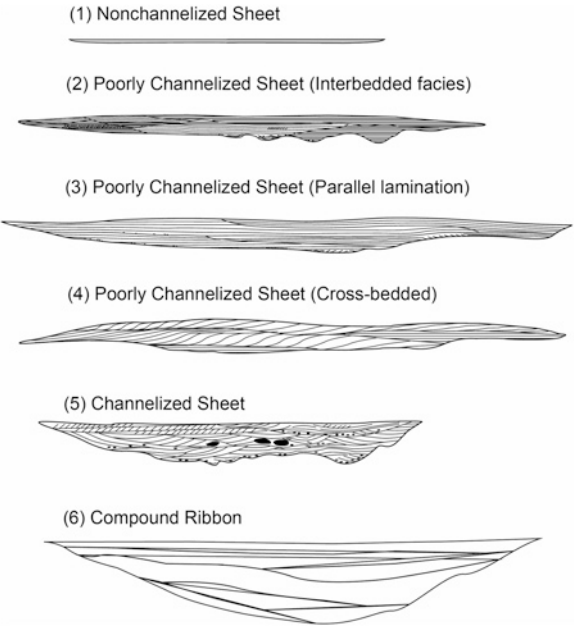 (1) Nonchannelized Sheet
(2) Poorly Channelized Sheet (Interbedded facies)
(3) Poorly Channelized Sheet (Parallel lamination)
(4) Poorly Channelized Sheet (Cross-bedded)
(5) Channelized Sheet
(6) Compound Ribbon